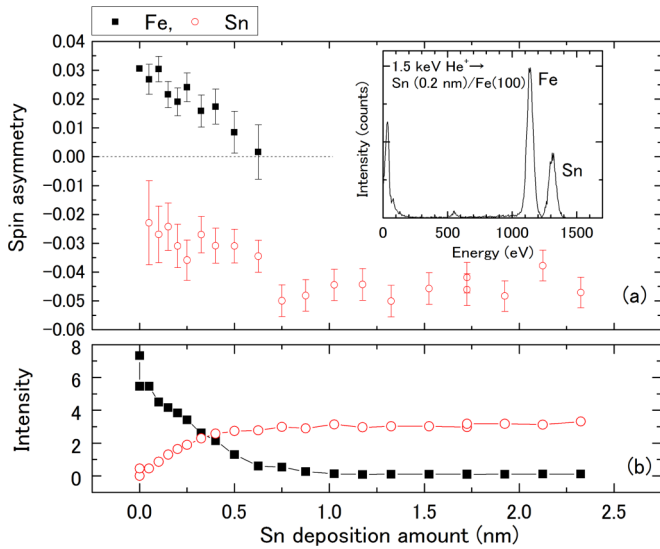 Fe, Sn
0.04
0.03
0.02
0.01
0.00
−0.01
−0.02
−0.03
−0.04
−0.05
−0.06
Spin asymmetry
1.5 keV He⁺→
Sn (0.2 nm)/Fe(100)
Fe
Sn
Intensity (counts)
0 500 1000 1500
Energy (eV)
(a)
8
6
4
2
0
Intensity
(b)
0.0 0.5 1.0 1.5 2.0 2.5
Sn deposition amount (nm)